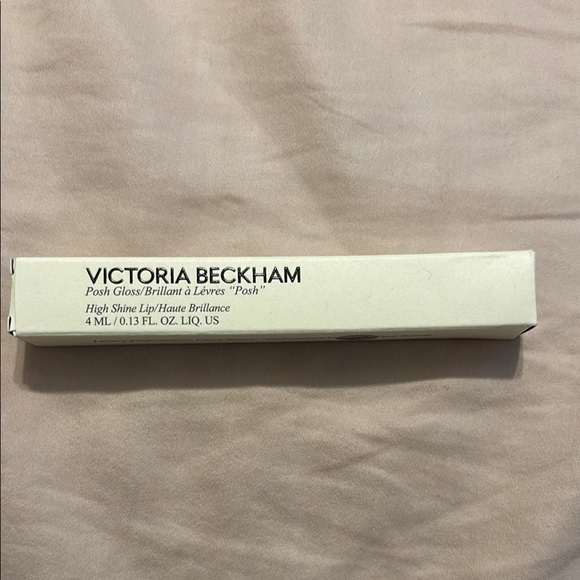 VICTORIA BECKHAM
Posh Gloss/Brillant à Lévres "Posh"
High Shine Lip/Haute Brillance
4 ML / 0.13 FL. OZ. LIQ. US